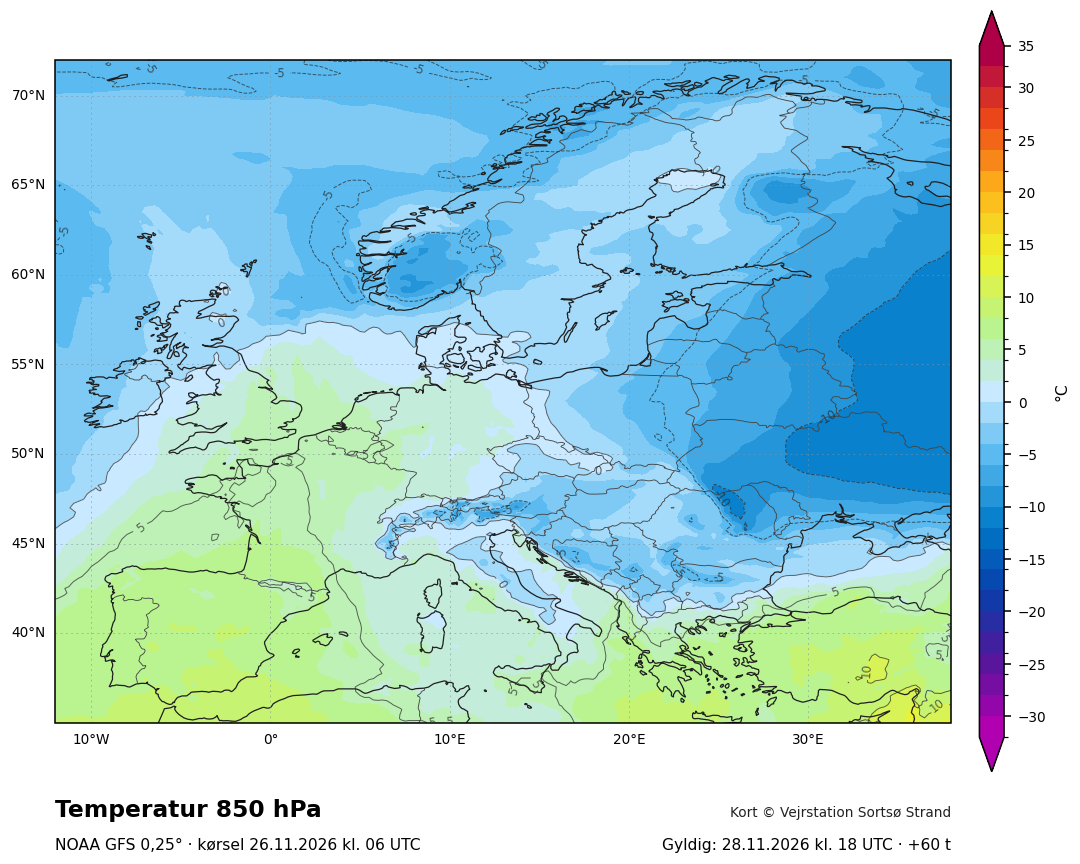 70°N
65°N
60°N
55°N
50°N
45°N
40°N
10°W
0°
10°E
20°E
30°E
35
30
25
20
15
10
5
0
−5
−10
−15
−20
−25
−30
°C
Temperatur 850 hPa
Kort © Vejrstation Sortsø Strand
NOAA GFS 0,25° · kørsel 26.11.2026 kl. 06 UTC
Gyldig: 28.11.2026 kl. 18 UTC · +60 t